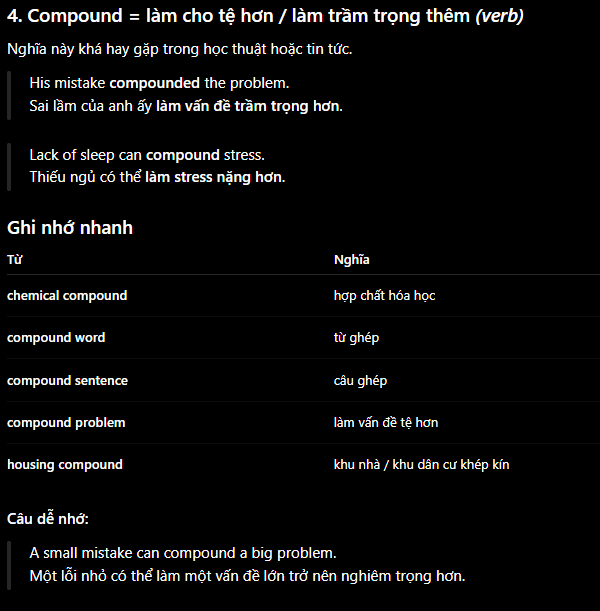 4. Compound = làm cho tệ hơn / làm trầm trọng thêm (verb)
Nghĩa này khá hay gặp trong học thuật hoặc tin tức.
His mistake compounded the problem.
Sai lầm của anh ấy làm vấn đề trầm trọng hơn.
Lack of sleep can compound stress.
Thiếu ngủ có thể làm stress nặng hơn.
Ghi nhớ nhanh
Từ Nghĩa
chemical compound hợp chất hóa học
compound word từ ghép
compound sentence câu ghép
compound problem làm vấn đề tệ hơn
housing compound khu nhà / khu dân cư khép kín
Câu dễ nhớ:
A small mistake can compound a big problem.
Một lỗi nhỏ có thể làm một vấn đề lớn trở nên nghiêm trọng hơn.